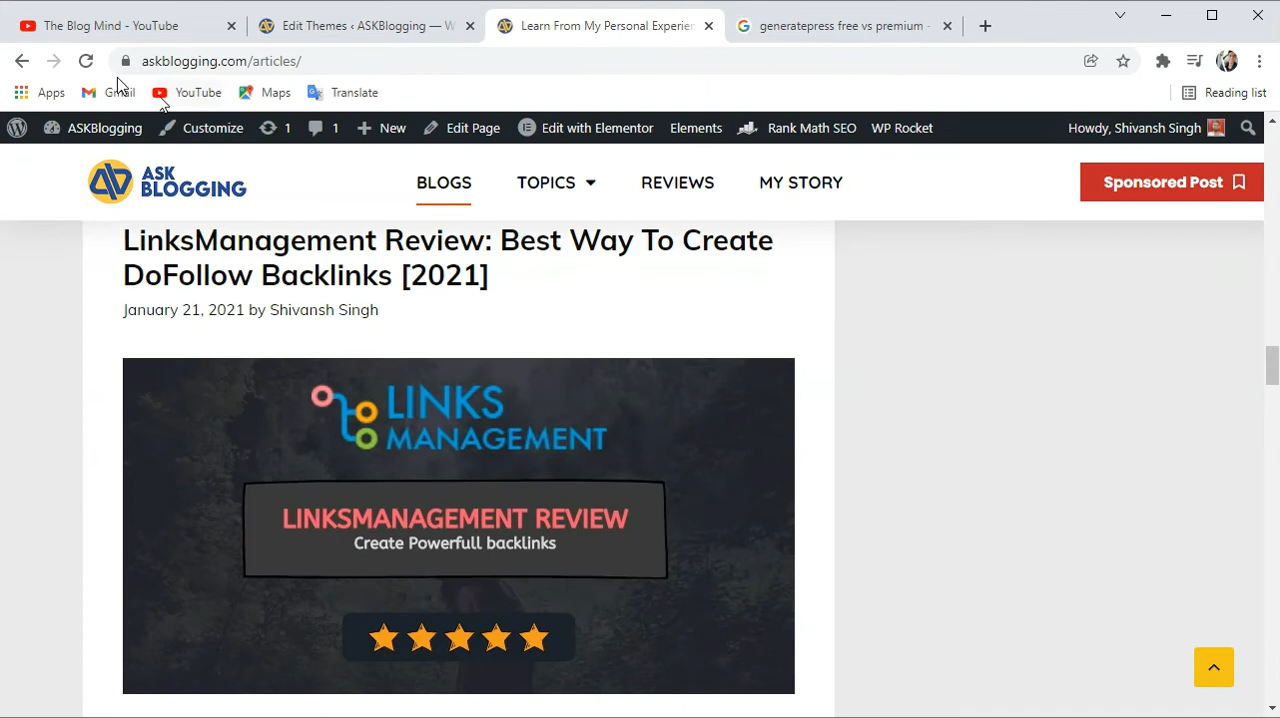 The Blog Mind - YouTube
Edit Themes ‹ ASKBlogging — W
Learn From My Personal Experien
generatepress free vs premium -
askblogging.com/articles/
Apps
Gmail
YouTube
Maps
Translate
Reading list
ASKBlogging
Customize
1
1
New
Edit Page
Edit with Elementor
Elements
Rank Math SEO
WP Rocket
Howdy, Shivansh Singh
ASK
BLOGGING
BLOGS
TOPICS
REVIEWS
MY STORY
Sponsored Post
LinksManagement Review: Best Way To Create
DoFollow Backlinks [2021]
January 21, 2021 by Shivansh Singh
LINKS
MANAGEMENT
LINKSMANAGEMENT REVIEW
Create Powerfull backlinks